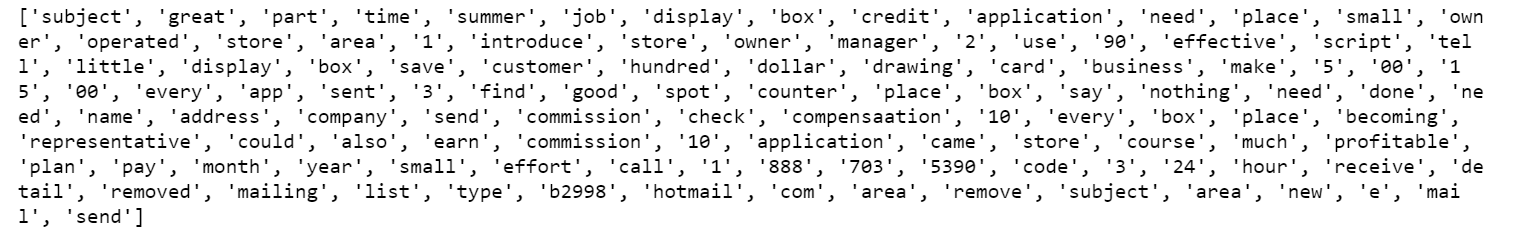 ['subject', 'great', 'part', 'time', 'summer', 'job', 'display', 'box', 'credit', 'application', 'need', 'place', 'small', 'own
er', 'operated', 'store', 'area', '1', 'introduce', 'store', 'owner', 'manager', '2', 'use', '90', 'effective', 'script', 'tel
l', 'little', 'display', 'box', 'save', 'customer', 'hundred', 'dollar', 'drawing', 'card', 'business', 'make', '5', '00', '1
5', '00', 'every', 'app', 'sent', '3', 'find', 'good', 'spot', 'counter', 'place', 'box', 'say', 'nothing', 'need', 'done', 'ne
ed', 'name', 'address', 'company', 'send', 'commission', 'check', 'compensaation', '10', 'every', 'box', 'place', 'becoming',
'representative', 'could', 'also', 'earn', 'commission', '10', 'application', 'came', 'store', 'course', 'much', 'profitable',
'plan', 'pay', 'month', 'year', 'small', 'effort', 'call', '1', '888', '703', '5390', 'code', '3', '24', 'hour', 'receive', 'de
tail', 'removed', 'mailing', 'list', 'type', 'b2998', 'hotmail', 'com', 'area', 'remove', 'subject', 'area', 'new', 'e', 'mai
l', 'send']